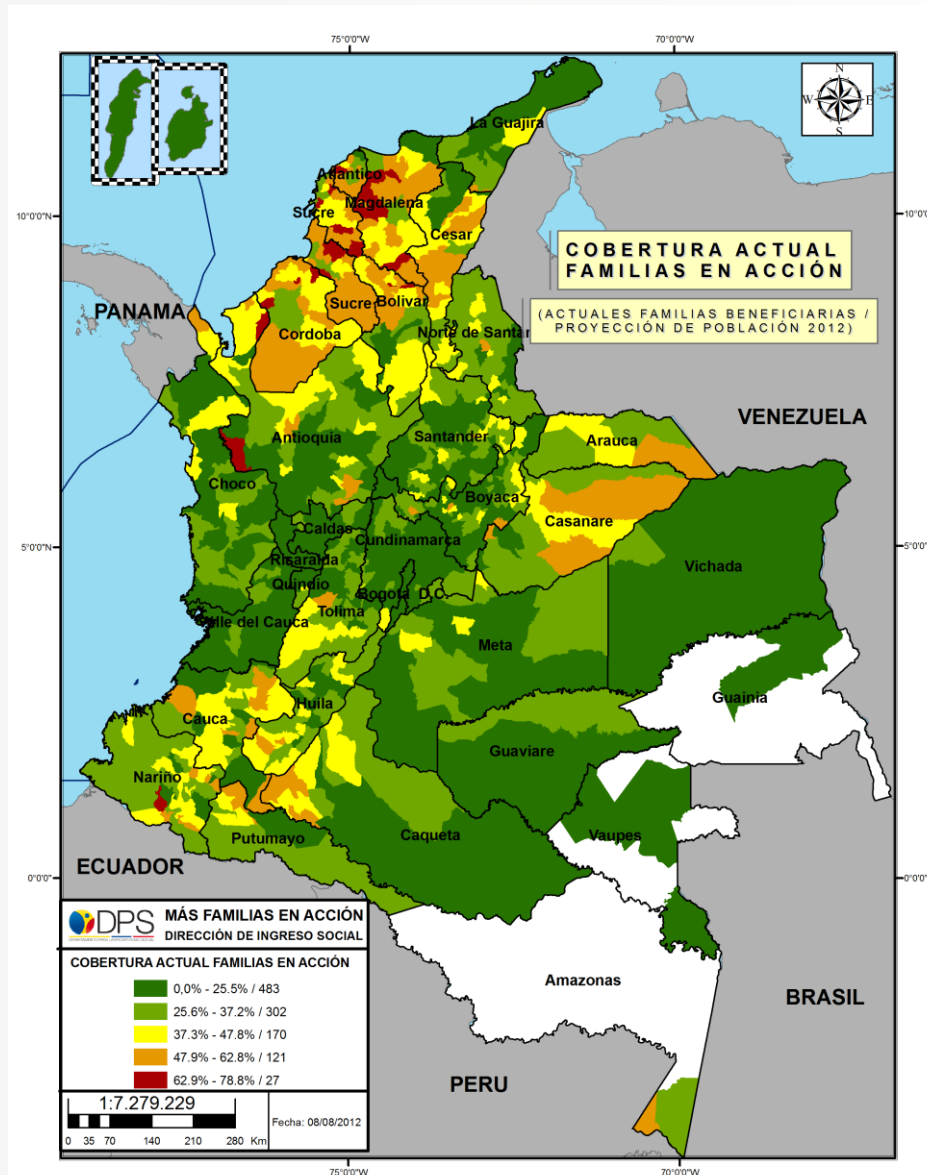 75°0'0"W
70°0'0"W
N
W
E
S
La Guajira
Atlantico
10°0'0"N
10°0'0"N
Magdalena
Sucre
Cesar
COBERTURA ACTUAL
FAMILIAS EN ACCIÓN
(ACTUALES FAMILIAS BENEFICIARIAS /
PROYECCIÓN DE POBLACIÓN 2012)
PANAMA
Sucre
Bolivar
Cordoba
Norte de Santan
VENEZUELA
Antioquia
Santander
Arauca
Choco
Boyaca
Casanare
Caldas
Cundinamarca
5°0'0"N
5°0'0"N
Risaralda
Vichada
Quindio
Bogota D.C.
Tolima
Valle del Cauca
Meta
Guainia
Huila
Cauca
Guaviare
Nariño
Caqueta
Vaupes
Putumayo
ECUADOR
0°0'0"
0°0'0"
DPS
MÁS FAMILIAS EN ACCIÓN
DIRECCIÓN DE INGRESO SOCIAL
COBERTURA ACTUAL FAMILIAS EN ACCIÓN
0,0% - 25.5% / 483
25.6% - 37.2% / 302
37.3% - 47.8% / 170
47.9% - 62.8% / 121
62.9% - 78.8% / 27
Amazonas
BRASIL
PERU
1:7.279.229
0 35 70 140 210 280 Km
Fecha: 08/08/2012
75°0'0"W
70°0'0"W